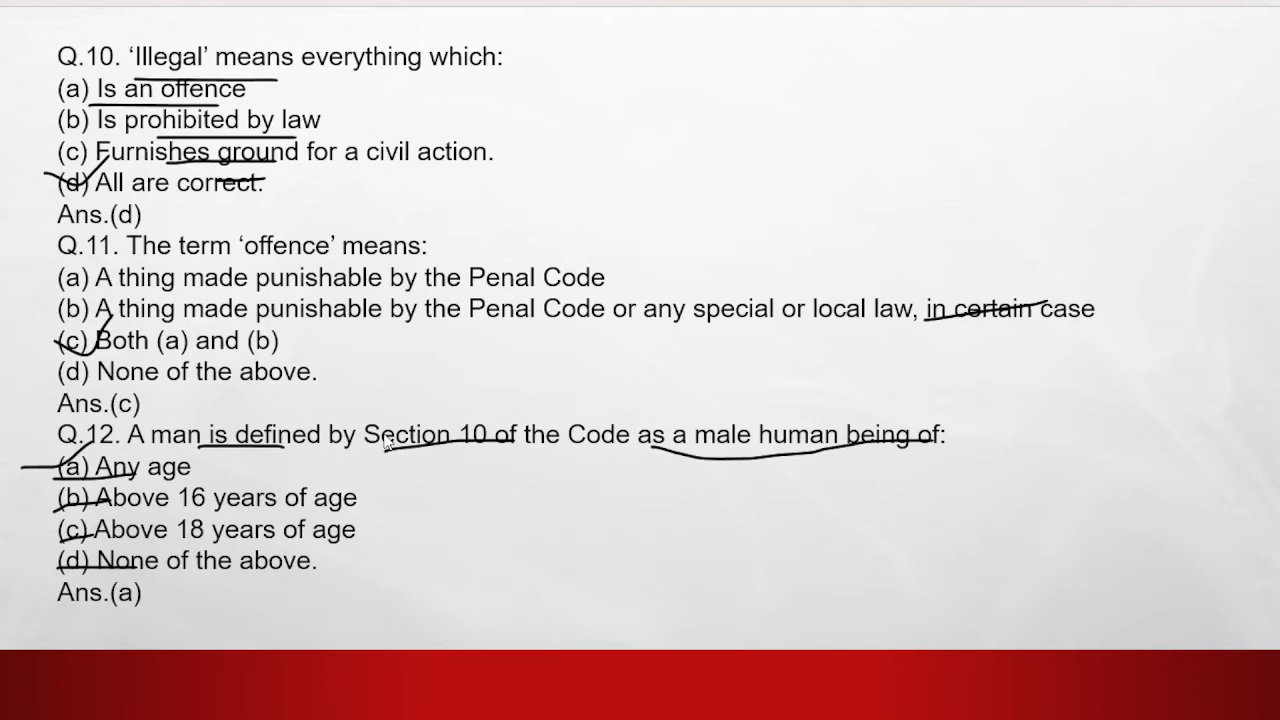 Q.10. ‘Illegal’ means everything which:
(a) Is an offence
(b) Is prohibited by law
(c) Furnishes ground for a civil action.
(d) All are correct.
Ans.(d)
Q.11. The term ‘offence’ means:
(a) A thing made punishable by the Penal Code
(b) A thing made punishable by the Penal Code or any special or local law, in certain case
(c) Both (a) and (b)
(d) None of the above.
Ans.(c)
Q.12. A man is defined by Section 10 of the Code as a male human being of:
(a) Any age
(b) Above 16 years of age
(c) Above 18 years of age
(d) None of the above.
Ans.(a)